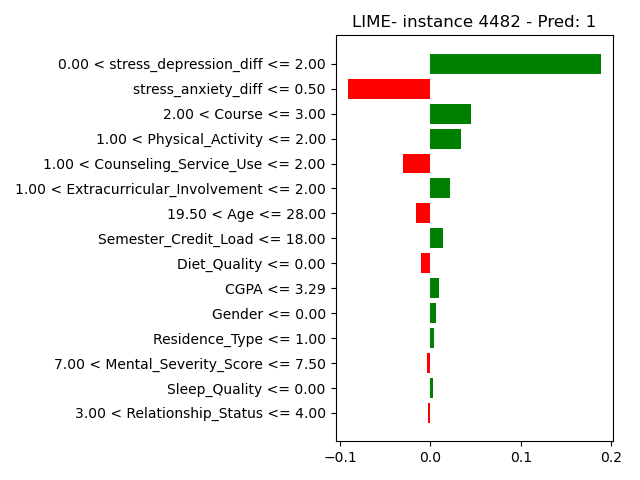 LIME- instance 4482 - Pred: 1
0.00 < stress_depression_diff <= 2.00
stress_anxiety_diff <= 0.50
2.00 < Course <= 3.00
1.00 < Physical_Activity <= 2.00
1.00 < Counseling_Service_Use <= 2.00
1.00 < Extracurricular_Involvement <= 2.00
19.50 < Age <= 28.00
Semester_Credit_Load <= 18.00
Diet_Quality <= 0.00
CGPA <= 3.29
Gender <= 0.00
Residence_Type <= 1.00
7.00 < Mental_Severity_Score <= 7.50
Sleep_Quality <= 0.00
3.00 < Relationship_Status <= 4.00
−0.1 0.0 0.1 0.2